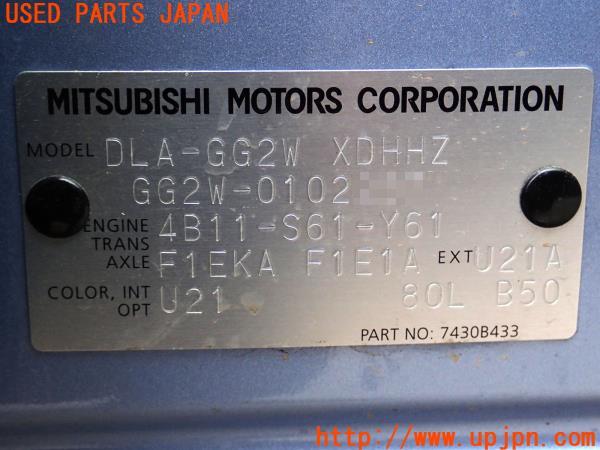 USED PARTS JAPAN
MITSUBISHI MOTORS CORPORATION
MODEL DLA-GG2W XDHHZ
GG2W-0102
ENGINE 4B11-S61-Y61
TRANS AXLE F1EKA F1E1A EXT U21A
COLOR, INT OPT U21 80L B50
PART NO: 7430B433
http://www.upjpn.com/